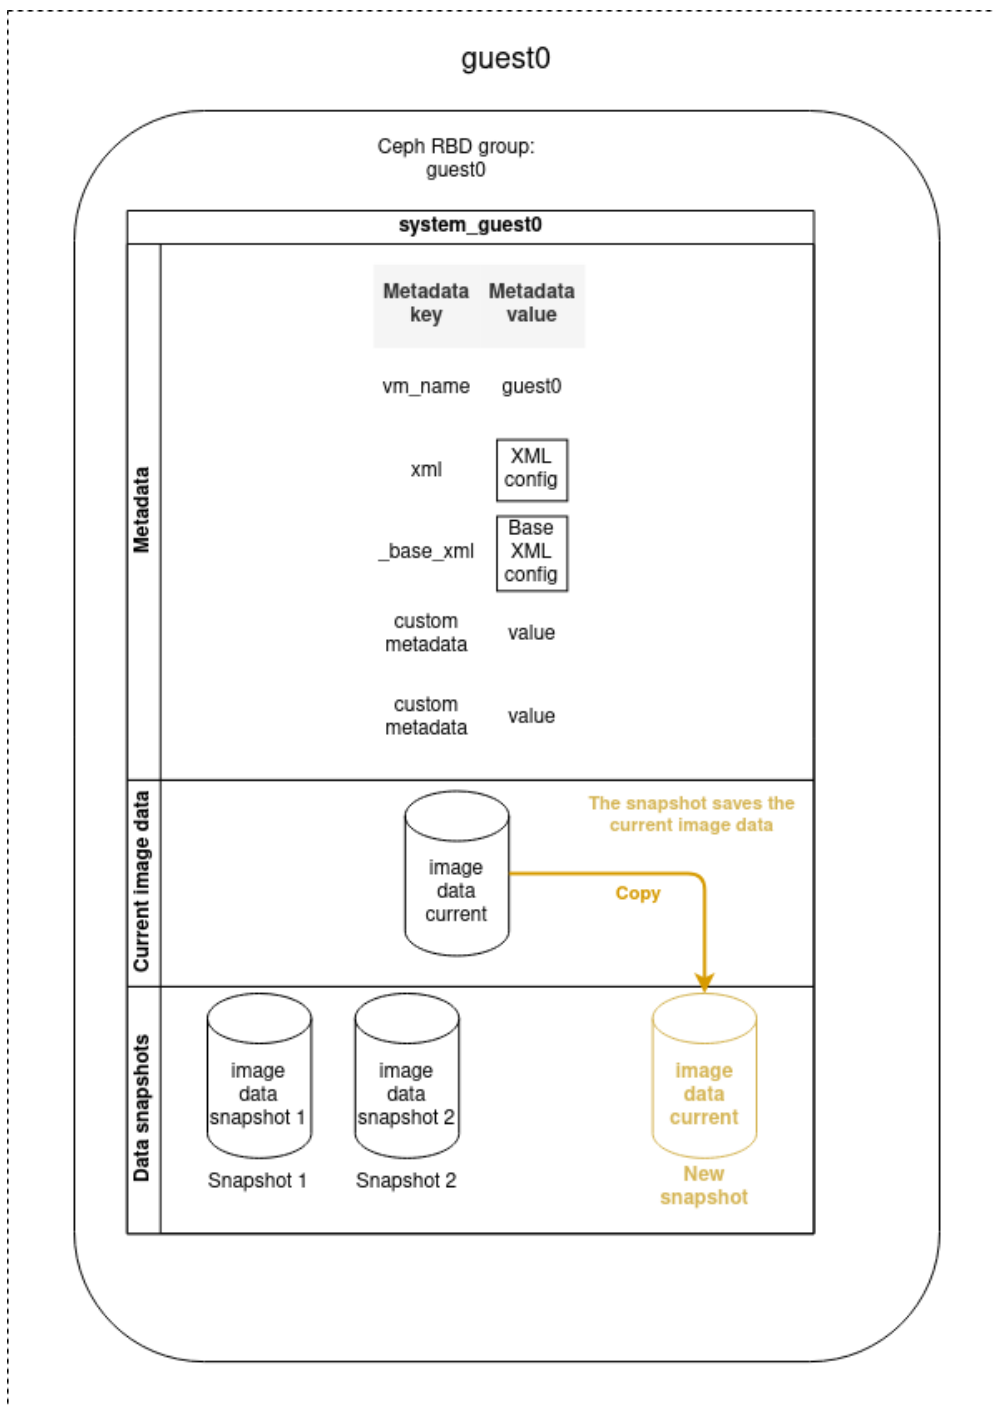 guest0
Ceph RBD group:
guest0
system_guest0
Metadata
Metadata
Metadata
key
value
vm_name
guest0
xml
XML
config
_base_xml
Base
XML
config
custom
metadata
value
custom
metadata
value
Current image data
image
data
current
The snapshot saves the
current image data
Copy
Data snapshots
image
data
snapshot 1
Snapshot 1
image
data
snapshot 2
Snapshot 2
image
data
current
New
snapshot